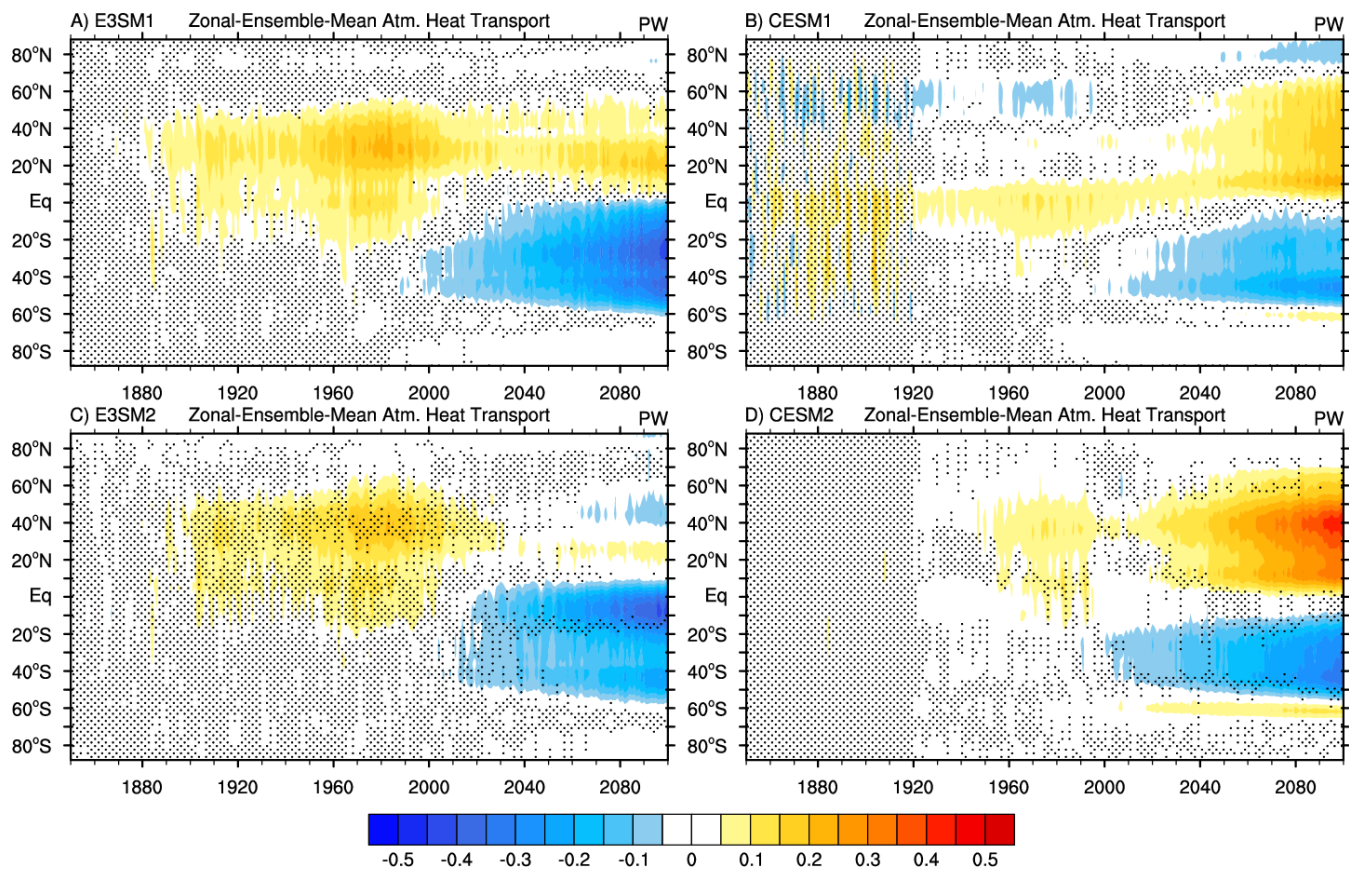 A) E3SM1 Zonal-Ensemble-Mean Atm. Heat Transport PW
B) CESM1 Zonal-Ensemble-Mean Atm. Heat Transport PW
80°N
60°N
40°N
20°N
Eq
20°S
40°S
60°S
80°S
80°N
60°N
40°N
20°N
Eq
20°S
40°S
60°S
80°S
1880 1920 1960 2000 2040 2080
1880 1920 1960 2000 2040 2080
C) E3SM2 Zonal-Ensemble-Mean Atm. Heat Transport PW
D) CESM2 Zonal-Ensemble-Mean Atm. Heat Transport PW
80°N
60°N
40°N
20°N
Eq
20°S
40°S
60°S
80°S
80°N
60°N
40°N
20°N
Eq
20°S
40°S
60°S
80°S
1880 1920 1960 2000 2040 2080
1880 1920 1960 2000 2040 2080
-0.5 -0.4 -0.3 -0.2 -0.1 0 0.1 0.2 0.3 0.4 0.5